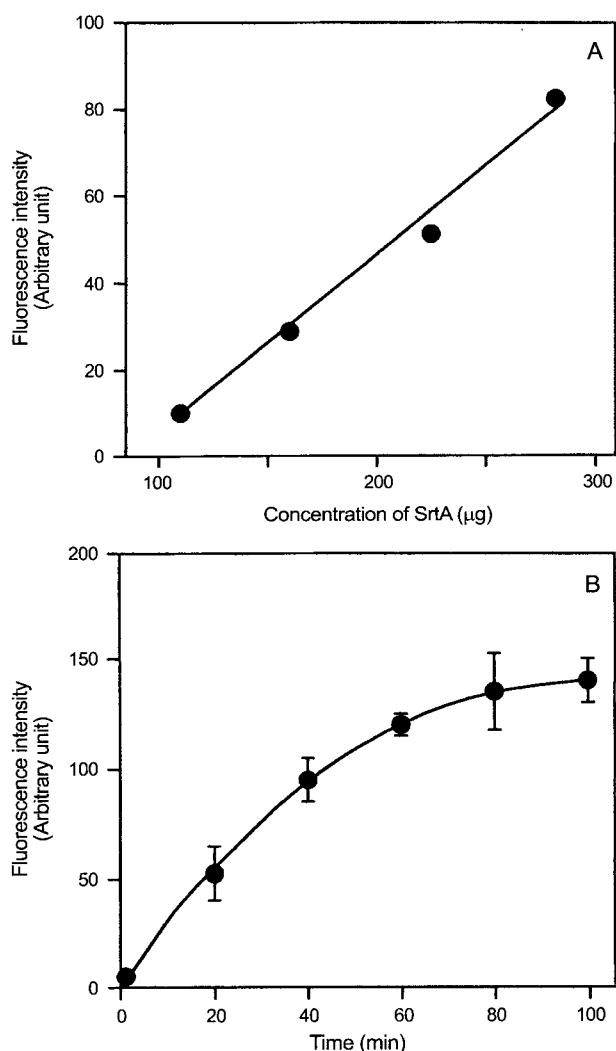 A
100
80
60
40
20
0
Fluorescence intensity
(Arbitrary unit)
100
200
300
Concentration of SrtA (μg)
B
200
150
100
50
0
Fluorescence intensity
(Arbitrary unit)
0
20
40
60
80
100
Time (min)